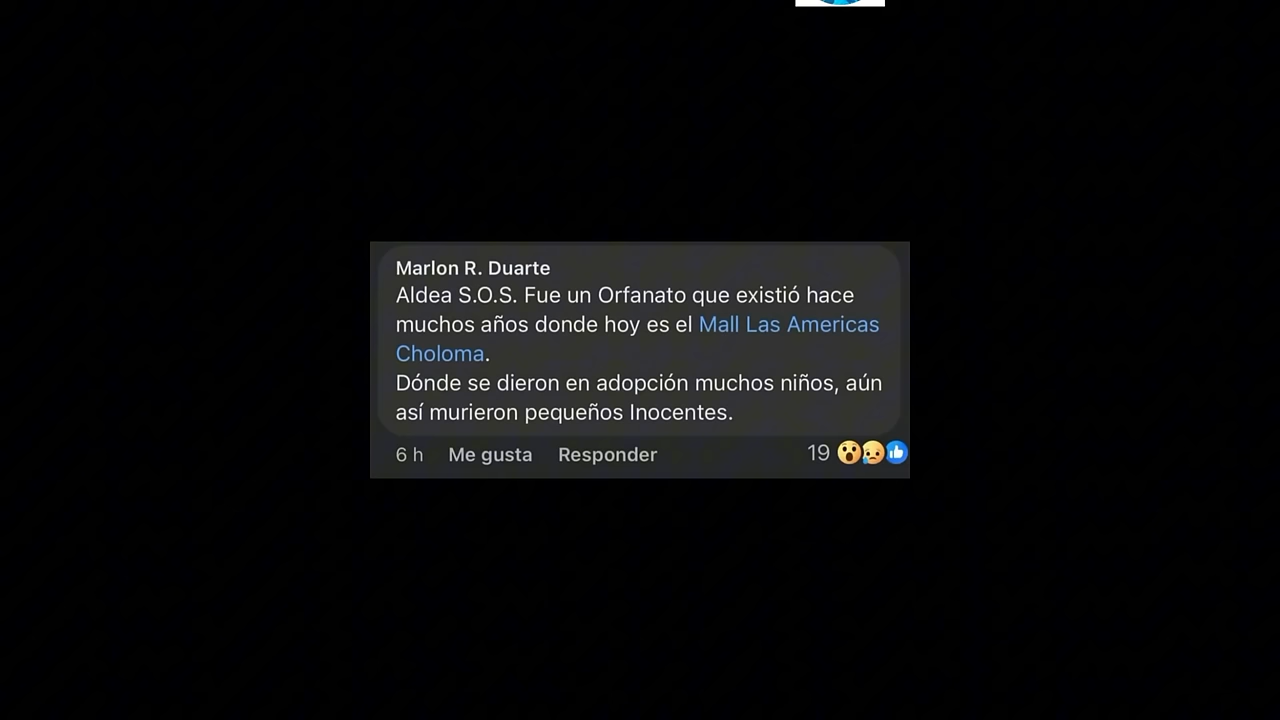 Marlon R. Duarte
Aldea S.O.S. Fue un Orfanato que existió hace
muchos años donde hoy es el Mall Las Americas
Choloma.
Dónde se dieron en adopción muchos niños, aún
así murieron pequeños Inocentes.
6 h Me gusta Responder 19